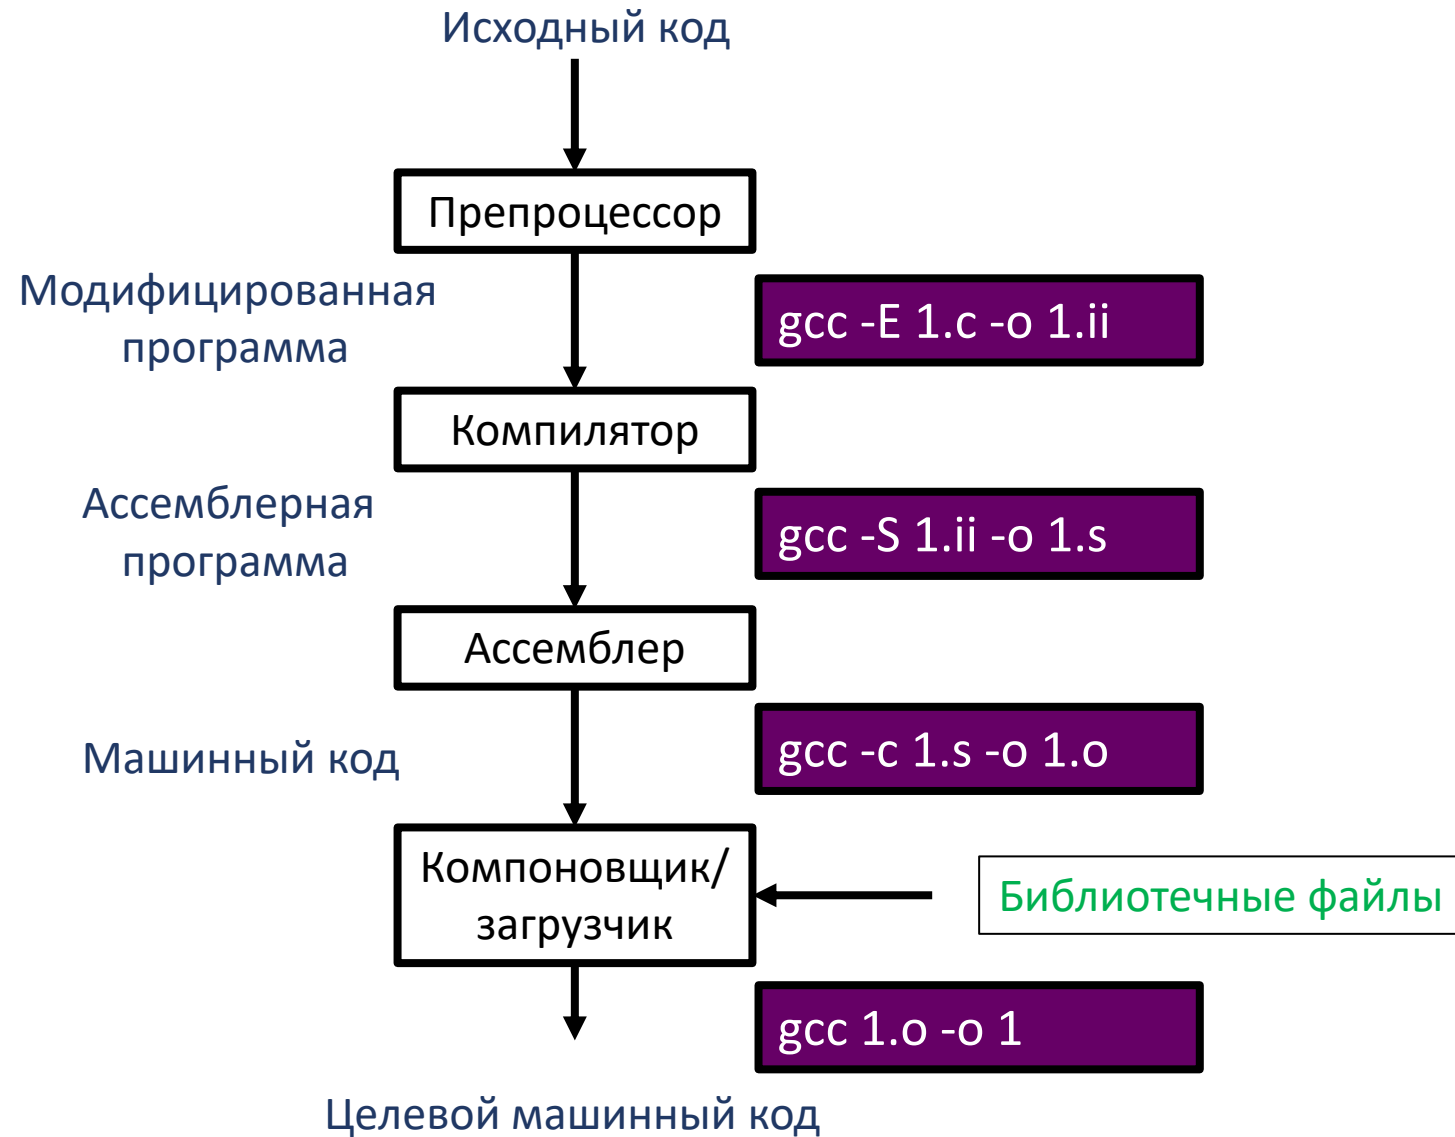 Исходный код
Препроцессор
Модифицированная
программа
gcc -E 1.c -o 1.ii
Компилятор
Ассемблерная
программа
gcc -S 1.ii -o 1.s
Ассемблер
Машинный код
gcc -c 1.s -o 1.o
Компоновщик/
загрузчик
Библиотечные файлы
gcc 1.o -o 1
Целевой машинный код